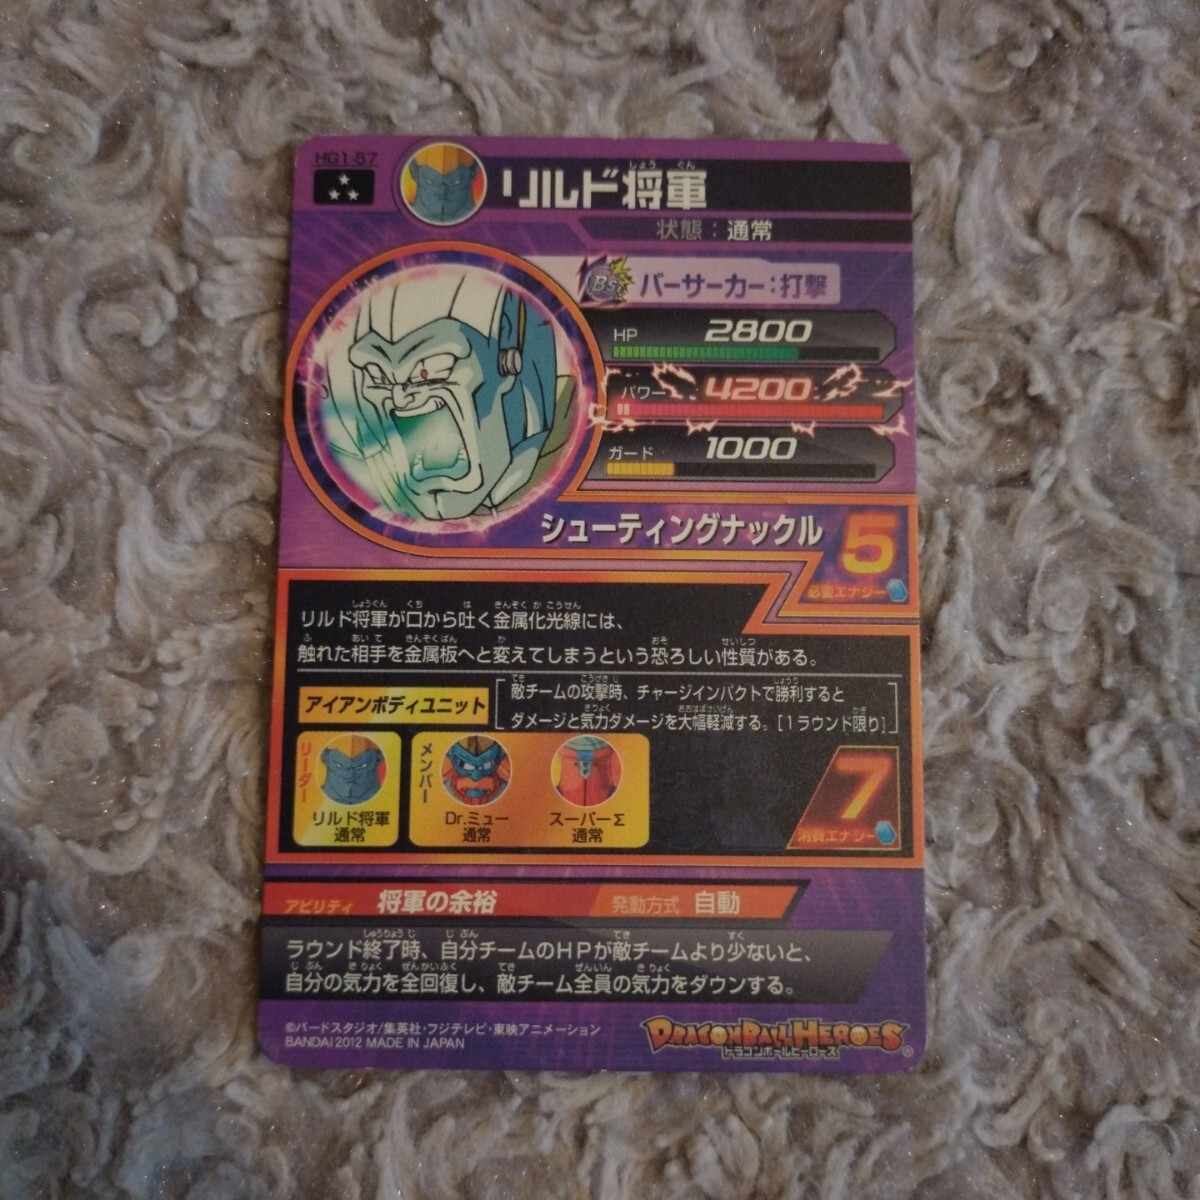 HG1-57
リルド将軍
しょう ぐん
状態：通常
Bs バーサーカー：打撃
HP 2800
パワー 4200
ガード 1000
シューティングナックル 5
必要エナジー
リルド将軍が口から吐く金属化光線には、
触れた相手を金属板へと変えてしまうという恐ろしい性質がある。
アイアンボディユニット
敵チームの攻撃時、チャージインパクトで勝利すると
ダメージと気力ダメージを大幅軽減する。[1ラウンド限り]
リーダー
リルド将軍
通常
メンバー
Dr.ミュー
通常
スーパーΣ
通常
7
消費エナジー
アビリティ 将軍の余裕 発動方式 自動
ラウンド終了時、自分チームのHPが敵チームより少ないと、
自分の気力を全回復し、敵チーム全員の気力をダウンする。
©バードスタジオ/集英社・フジテレビ・東映アニメーション
BANDAI 2012 MADE IN JAPAN
DRAGONBALL HEROES
ドラゴンボールヒーローズ
®